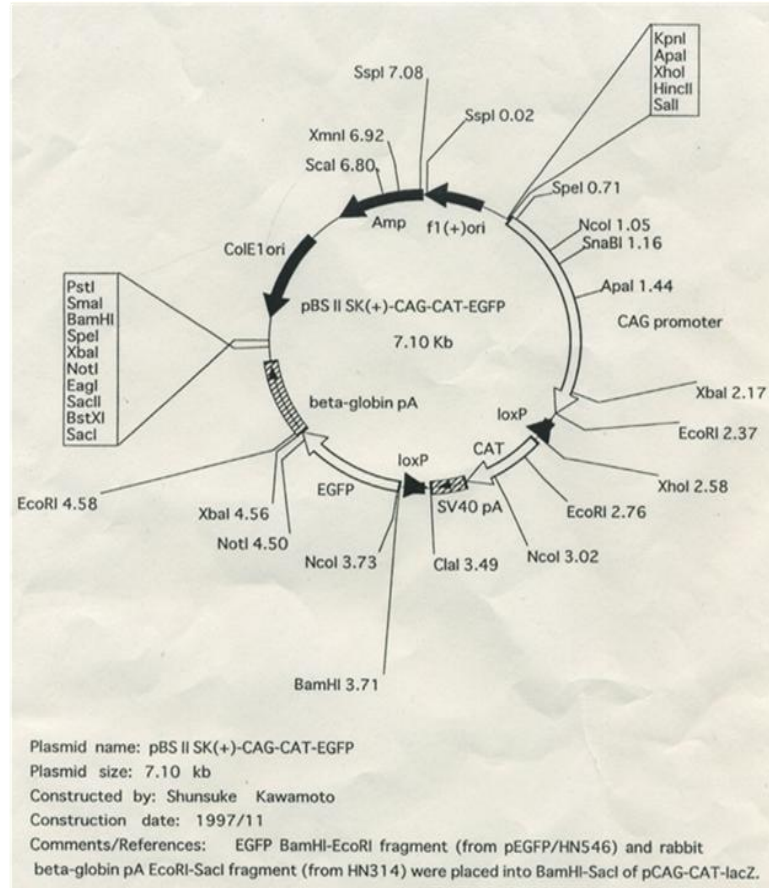 KpnI
ApaI
XhoI
HincII
SalI
SspI 7.08
SspI 0.02
XmnI 6.92
ScaI 6.80
SpeI 0.71
NcoI 1.05
SnaBI 1.16
ApaI 1.44
CAG promoter
Amp
f1(+)ori
ColE1ori
pBS II SK(+)-CAG-CAT-EGFP
7.10 Kb
PstI
SmaI
BamHI
SpeI
XbaI
NotI
EagI
SacII
BstXI
SacI
beta-globin pA
XbaI 2.17
loxP
EcoRI 2.37
CAT
loxP
XhoI 2.58
EGFP
SV40 pA
EcoRI 2.76
EcoRI 4.58
XbaI 4.56
NotI 4.50
NcoI 3.73
ClaI 3.49
NcoI 3.02
BamHI 3.71
Plasmid name: pBS II SK(+)-CAG-CAT-EGFP
Plasmid size: 7.10 kb
Constructed by: Shunsuke Kawamoto
Construction date: 1997/11
Comments/References: EGFP BamHI-EcoRI fragment (from pEGFP/HN546) and rabbit
beta-globin pA EcoRI-SacI fragment (from HN314) were placed into BamHI-SacI of pCAG-CAT-lacZ.